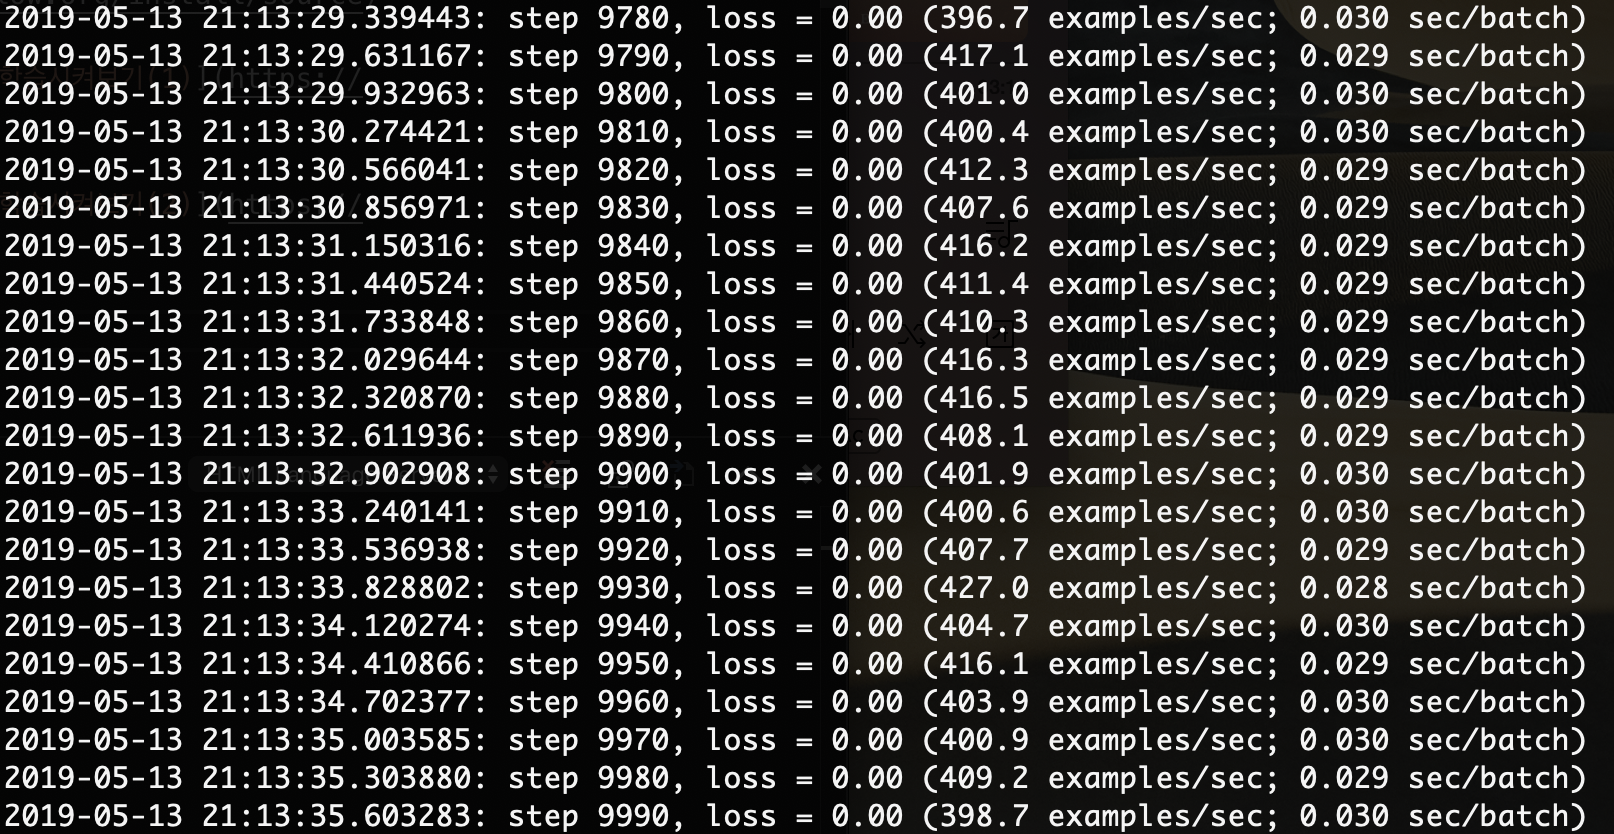 2019-05-13 21:13:29.339443: step 9780, loss = 0.00 (396.7 examples/sec; 0.030 sec/batch)
2019-05-13 21:13:29.631167: step 9790, loss = 0.00 (417.1 examples/sec; 0.029 sec/batch)
2019-05-13 21:13:29.932963: step 9800, loss = 0.00 (401.0 examples/sec; 0.030 sec/batch)
2019-05-13 21:13:30.274421: step 9810, loss = 0.00 (400.4 examples/sec; 0.030 sec/batch)
2019-05-13 21:13:30.566041: step 9820, loss = 0.00 (412.3 examples/sec; 0.029 sec/batch)
2019-05-13 21:13:30.856971: step 9830, loss = 0.00 (407.6 examples/sec; 0.029 sec/batch)
2019-05-13 21:13:31.150316: step 9840, loss = 0.00 (416.2 examples/sec; 0.029 sec/batch)
2019-05-13 21:13:31.440524: step 9850, loss = 0.00 (411.4 examples/sec; 0.029 sec/batch)
2019-05-13 21:13:31.733848: step 9860, loss = 0.00 (410.3 examples/sec; 0.029 sec/batch)
2019-05-13 21:13:32.029644: step 9870, loss = 0.00 (416.3 examples/sec; 0.029 sec/batch)
2019-05-13 21:13:32.320870: step 9880, loss = 0.00 (416.5 examples/sec; 0.029 sec/batch)
2019-05-13 21:13:32.611936: step 9890, loss = 0.00 (408.1 examples/sec; 0.029 sec/batch)
2019-05-13 21:13:32.902908: step 9900, loss = 0.00 (401.9 examples/sec; 0.030 sec/batch)
2019-05-13 21:13:33.240141: step 9910, loss = 0.00 (400.6 examples/sec; 0.030 sec/batch)
2019-05-13 21:13:33.536938: step 9920, loss = 0.00 (407.7 examples/sec; 0.029 sec/batch)
2019-05-13 21:13:33.828802: step 9930, loss = 0.00 (427.0 examples/sec; 0.028 sec/batch)
2019-05-13 21:13:34.120274: step 9940, loss = 0.00 (404.7 examples/sec; 0.030 sec/batch)
2019-05-13 21:13:34.410866: step 9950, loss = 0.00 (416.1 examples/sec; 0.029 sec/batch)
2019-05-13 21:13:34.702377: step 9960, loss = 0.00 (403.9 examples/sec; 0.030 sec/batch)
2019-05-13 21:13:35.003585: step 9970, loss = 0.00 (400.9 examples/sec; 0.030 sec/batch)
2019-05-13 21:13:35.303880: step 9980, loss = 0.00 (409.2 examples/sec; 0.029 sec/batch)
2019-05-13 21:13:35.603283: step 9990, loss = 0.00 (398.7 examples/sec; 0.030 sec/batch)